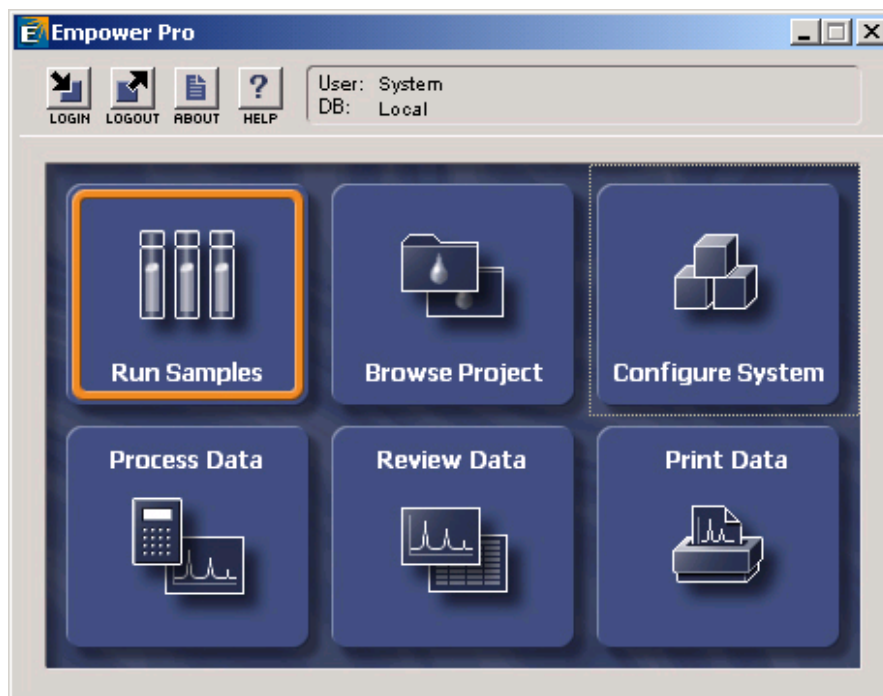 Empower Pro
LOGIN LOGOUT ABOUT HELP
User: System
DB: Local
Run Samples Browse Project Configure System
Process Data Review Data Print Data